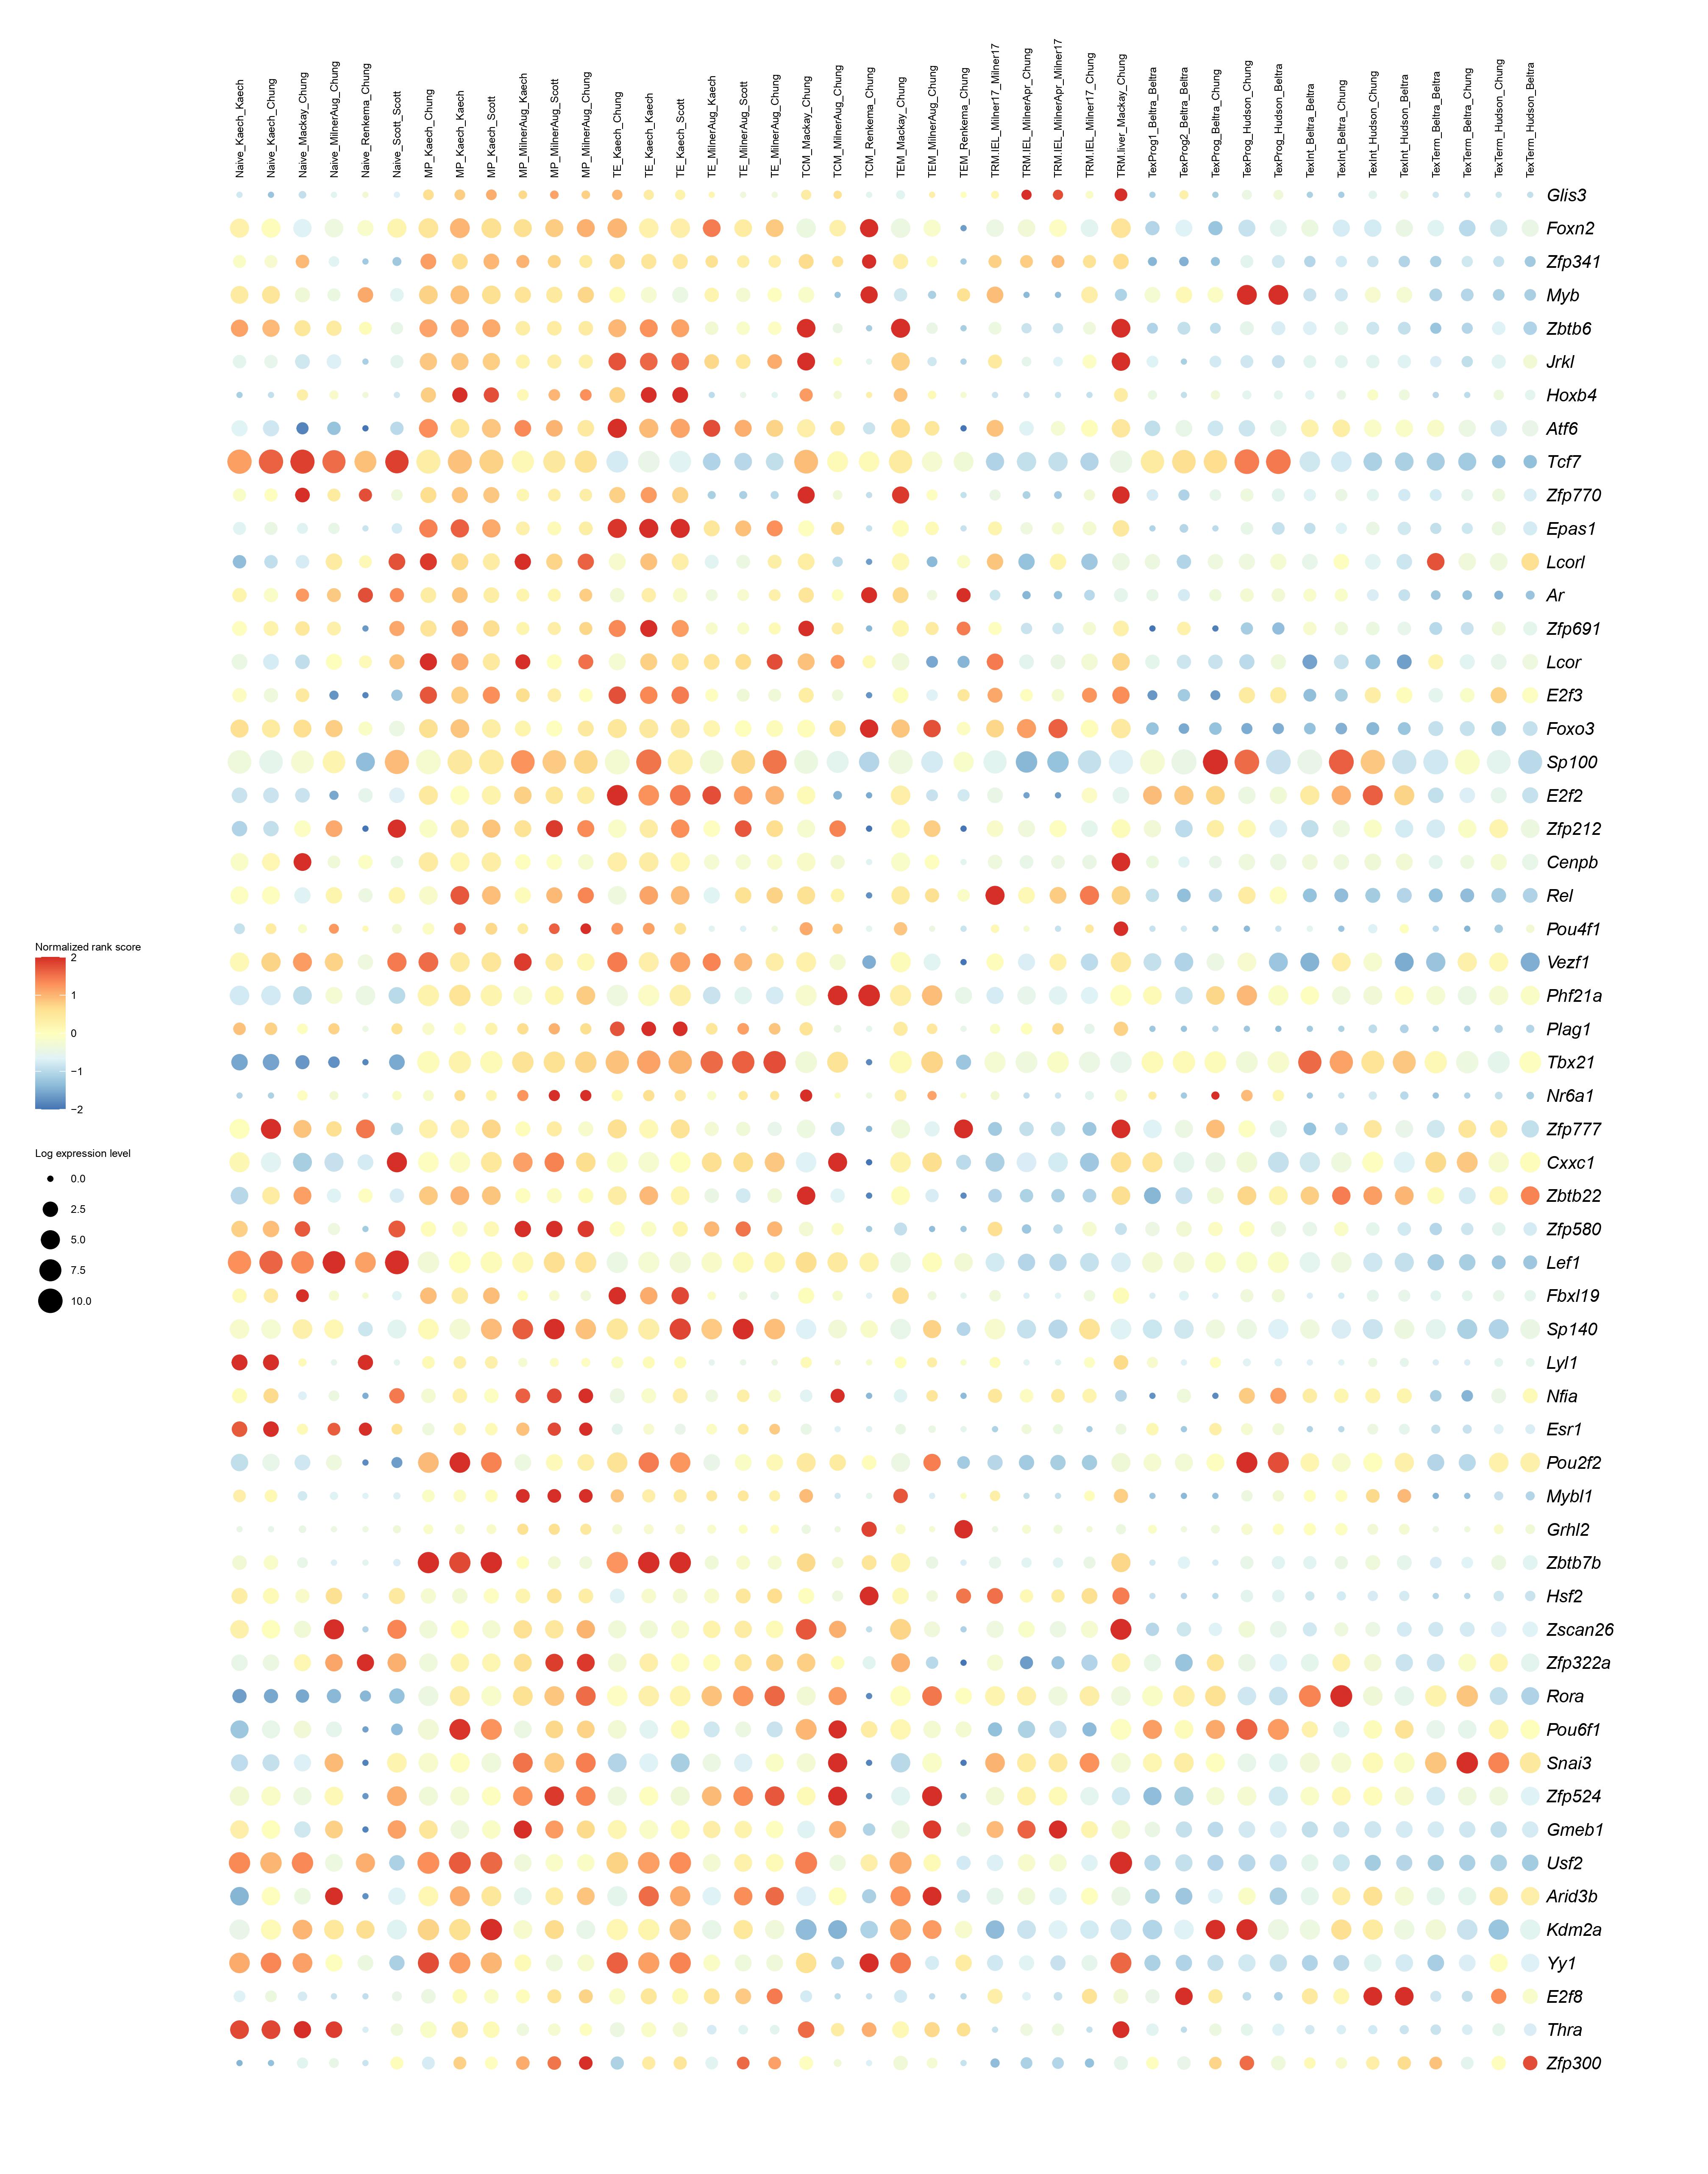 Naive_Kaech_Kaech
Naive_Kaech_Chung
Naive_Mackay_Chung
Naive_MilnerAug_Chung
Naive_Renkema_Chung
Naive_Scott_Scott
MP_Kaech_Chung
MP_Kaech_Kaech
MP_Kaech_Scott
MP_MilnerAug_Kaech
MP_MilnerAug_Scott
MP_MilnerAug_Chung
TE_Kaech_Chung
TE_Kaech_Kaech
TE_Kaech_Scott
TE_MilnerAug_Kaech
TE_MilnerAug_Scott
TE_MilnerAug_Chung
TCM_Mackay_Chung
TCM_MilnerAug_Chung
TCM_Renkema_Chung
TEM_Mackay_Chung
TEM_MilnerAug_Chung
TEM_Renkema_Chung
TRM.IEL_Milner17_Milner17
TRM.IEL_MilnerApr_Chung
TRM.IEL_MilnerApr_Milner17
TRM.IEL_Milner17_Chung
TRM.liver_Mackay_Chung
TexProg1_Beltra_Beltra
TexProg2_Beltra_Beltra
TexProg_Beltra_Chung
TexProg_Hudson_Chung
TexProg_Hudson_Beltra
TexInt_Beltra_Beltra
TexInt_Beltra_Chung
TexInt_Hudson_Chung
TexInt_Hudson_Beltra
TexTerm_Beltra_Beltra
TexTerm_Beltra_Chung
TexTerm_Hudson_Chung
TexTerm_Hudson_Beltra
Glis3
Foxn2
Zfp341
Myb
Zbtb6
Jrkl
Hoxb4
Atf6
Tcf7
Zfp770
Epas1
Lcorl
Ar
Zfp691
Lcor
E2f3
Foxo3
Sp100
E2f2
Zfp212
Cenpb
Rel
Pou4f1
Vezf1
Phf21a
Plag1
Tbx21
Nr6a1
Zfp777
Cxxc1
Zbtb22
Zfp580
Lef1
Fbxl19
Sp140
Lyl1
Nfia
Esr1
Pou2f2
Mybl1
Grhl2
Zbtb7b
Hsf2
Zscan26
Zfp322a
Rora
Pou6f1
Snai3
Zfp524
Gmeb1
Usf2
Arid3b
Kdm2a
Yy1
E2f8
Thra
Zfp300
Normalized rank score
2
1
0
−1
−2
Log expression level
0.0
2.5
5.0
7.5
10.0